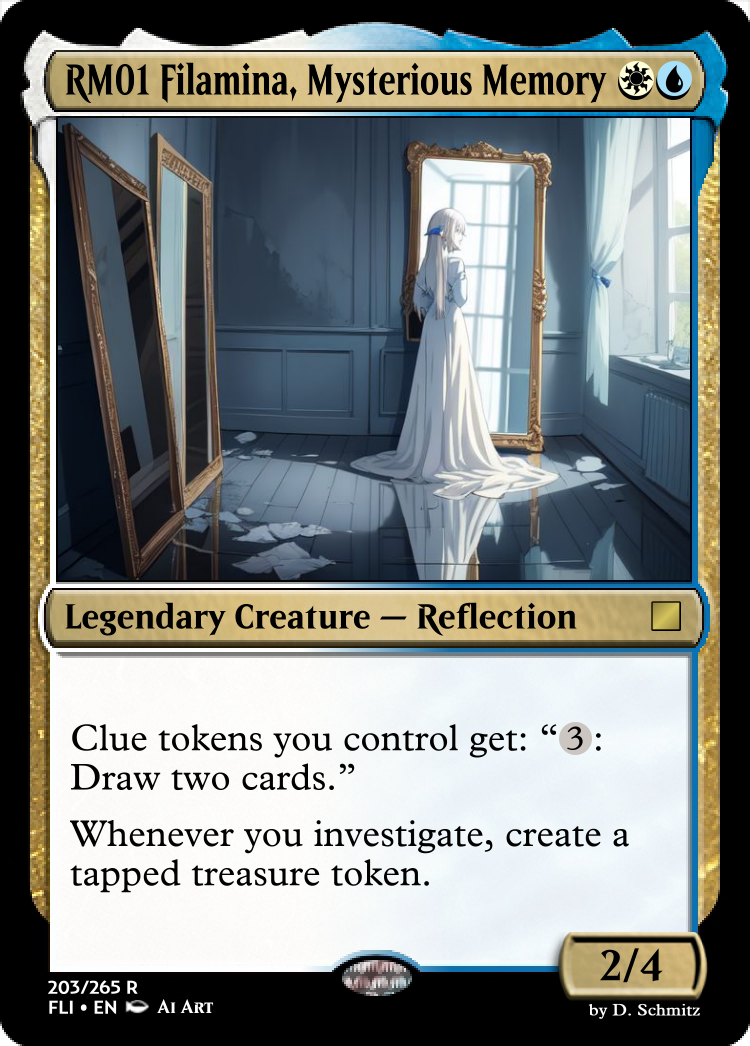 RM01 Filamina, Mysterious Memory
Legendary Creature — Reflection
Clue tokens you control get: “3:
Draw two cards.”
Whenever you investigate, create a
tapped treasure token.
2/4
203/265 R
FLI • EN AI ART
by D. Schmitz